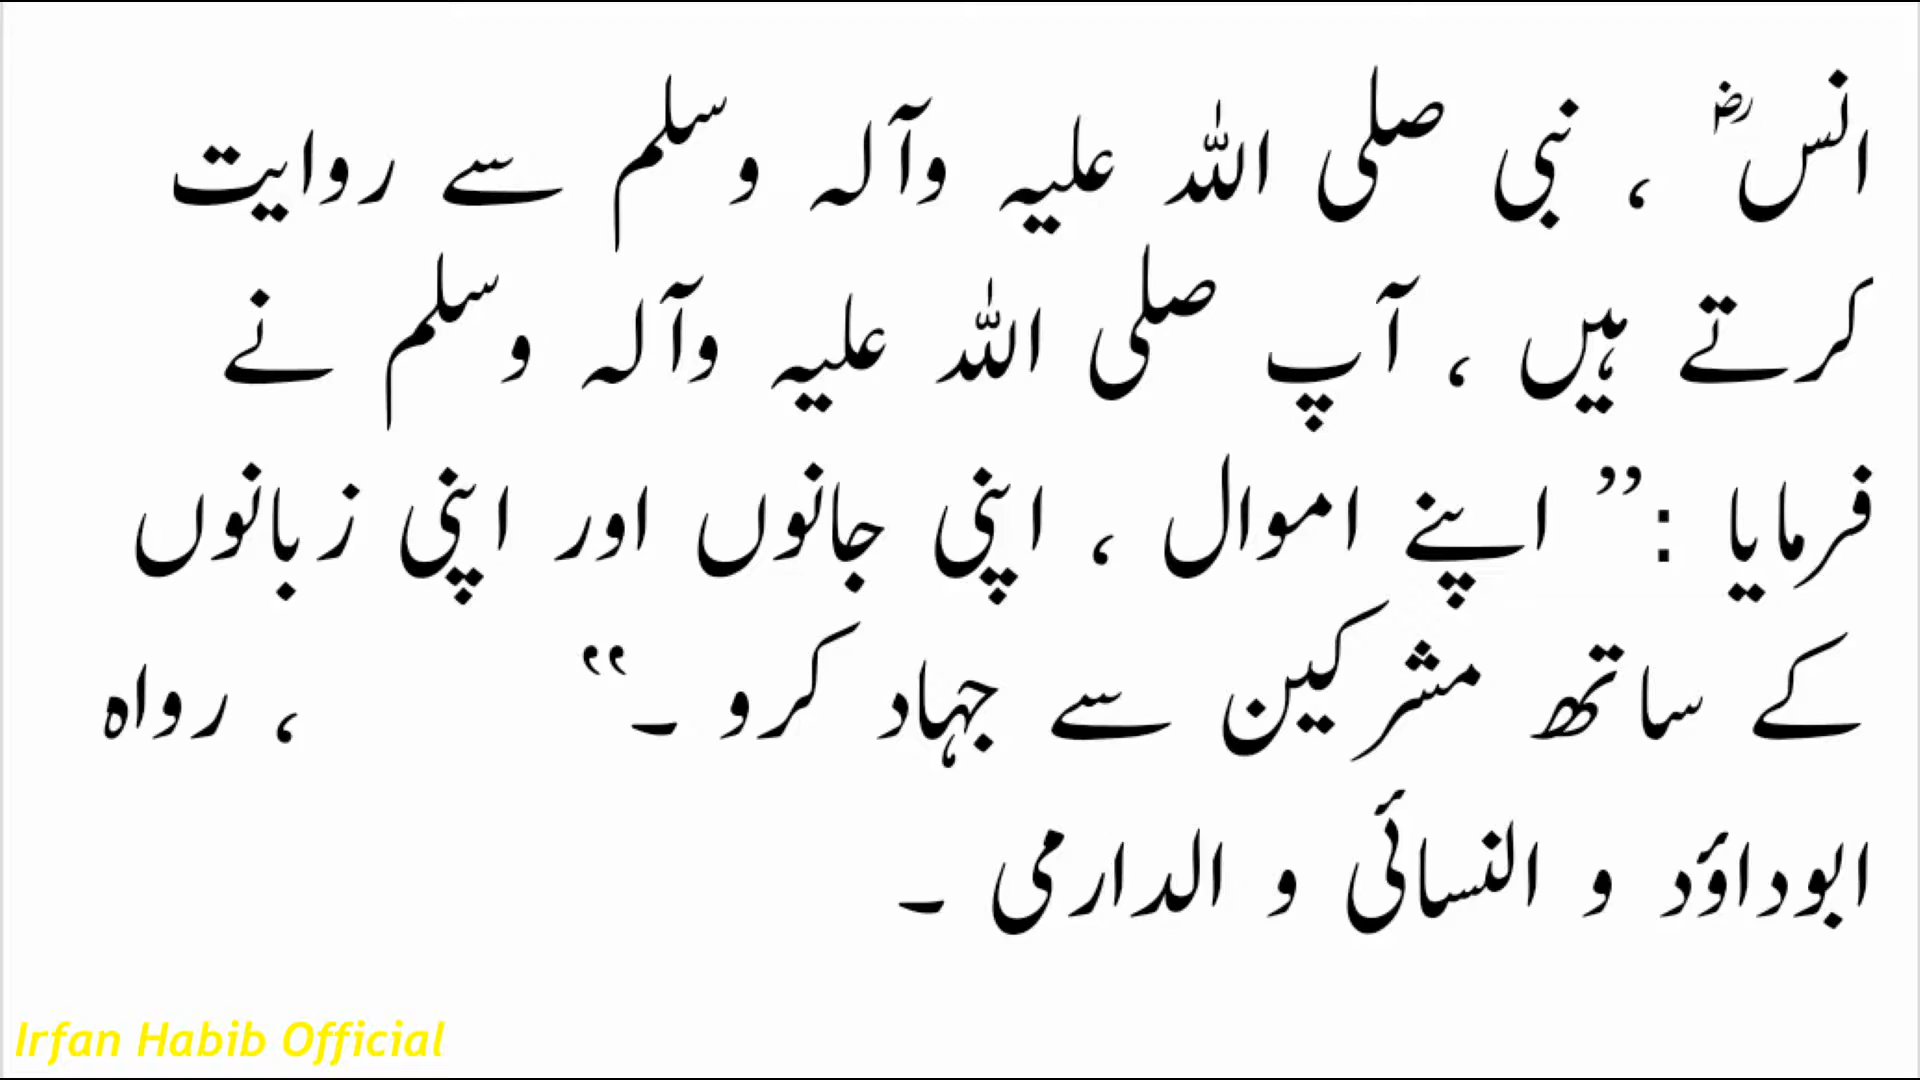 انسؓ ، نبی صلی اللہ علیہ وآلہ وسلم سے روایت
کرتے ہیں ، آپ صلی اللہ علیہ وآلہ وسلم نے
فرمایا :’’ اپنے اموال ، اپنی جانوں اور اپنی زبانوں
کے ساتھ مشرکین سے جہاد کرو ۔‘‘ ، رواہ
ابوداؤد و النسائی و الدارمی ۔
Irfan Habib Official